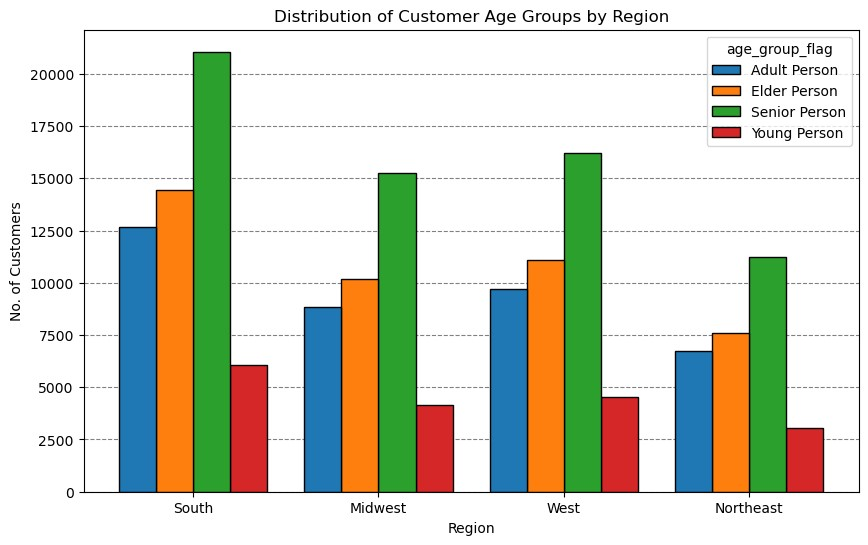 Distribution of Customer Age Groups by Region
age_group_flag
Adult Person
Elder Person
Senior Person
Young Person
No. of Customers
20000
17500
15000
12500
10000
7500
5000
2500
0
South
Midwest
West
Northeast
Region